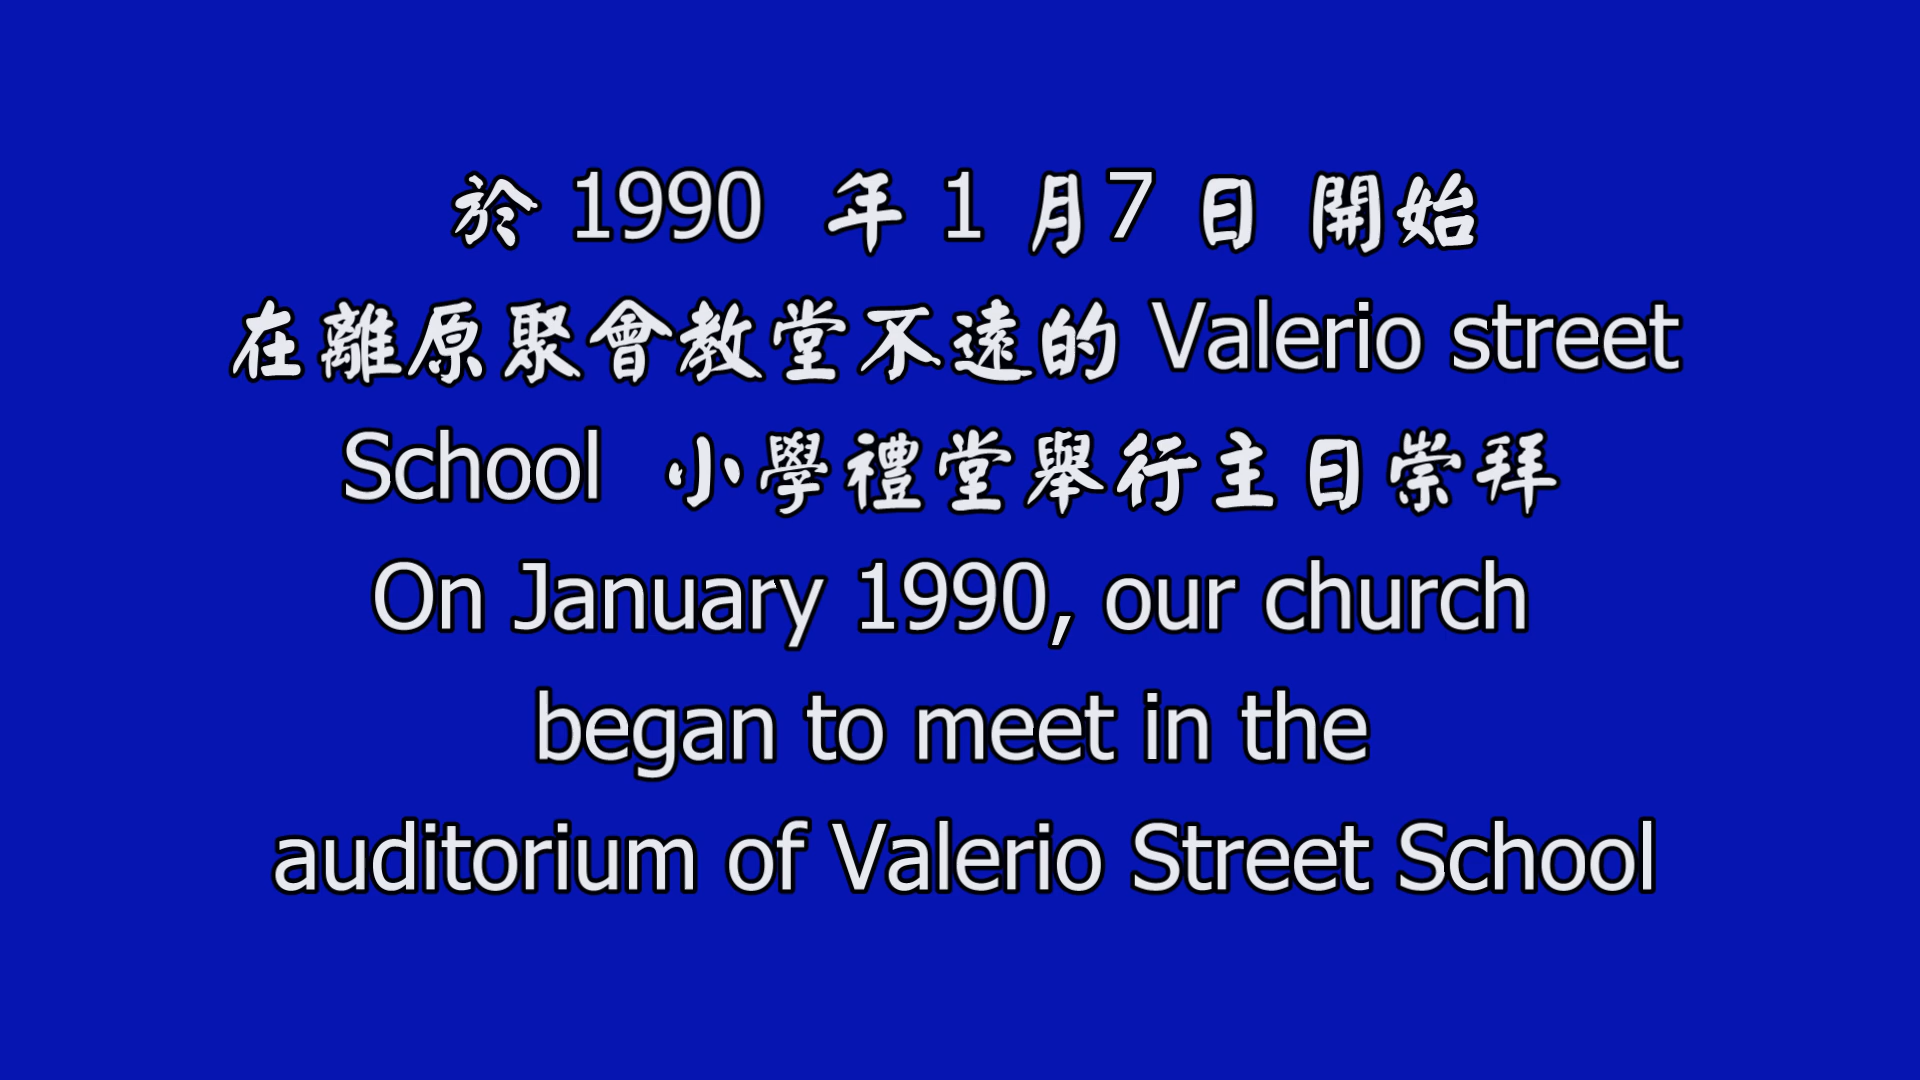 於 1990 年 1 月7 日 開始
在離原聚會教堂不遠的 Valerio street
School 小學禮堂舉行主日崇拜
On January 1990, our church
began to meet in the
auditorium of Valerio Street School